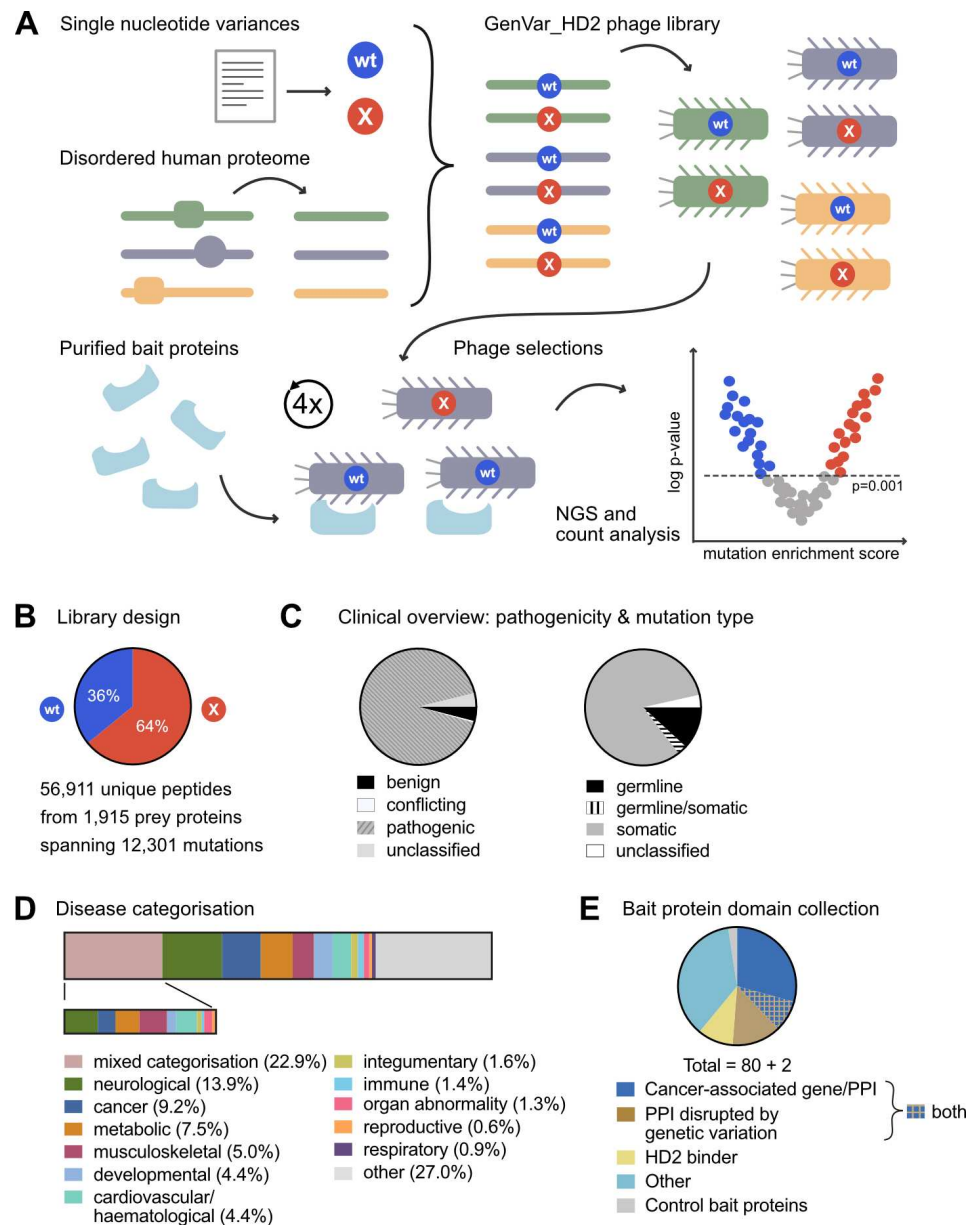 A
Single nucleotide variances
wt
X
Disordered human proteome
GenVar_HD2 phage library
wt
X
wt
X
wt
X
wt
X
wt
X
wt
X
Purified bait proteins
4x
Phage selections
X
wt
wt
NGS and
count analysis
log p-value
p=0.001
mutation enrichment score
B
Library design
wt
36%
64%
X
56,911 unique peptides
from 1,915 prey proteins
spanning 12,301 mutations
C
Clinical overview: pathogenicity & mutation type
benign
conflicting
pathogenic
unclassified
germline
germline/somatic
somatic
unclassified
D
Disease categorisation
mixed categorisation (22.9%)
neurological (13.9%)
cancer (9.2%)
metabolic (7.5%)
musculoskeletal (5.0%)
developmental (4.4%)
cardiovascular/
haematological (4.4%)
integumentary (1.6%)
immune (1.4%)
organ abnormality (1.3%)
reproductive (0.6%)
respiratory (0.9%)
other (27.0%)
E
Bait protein domain collection
Total = 80 + 2
Cancer-associated gene/PPI
PPI disrupted by
genetic variation
both
HD2 binder
Other
Control bait proteins